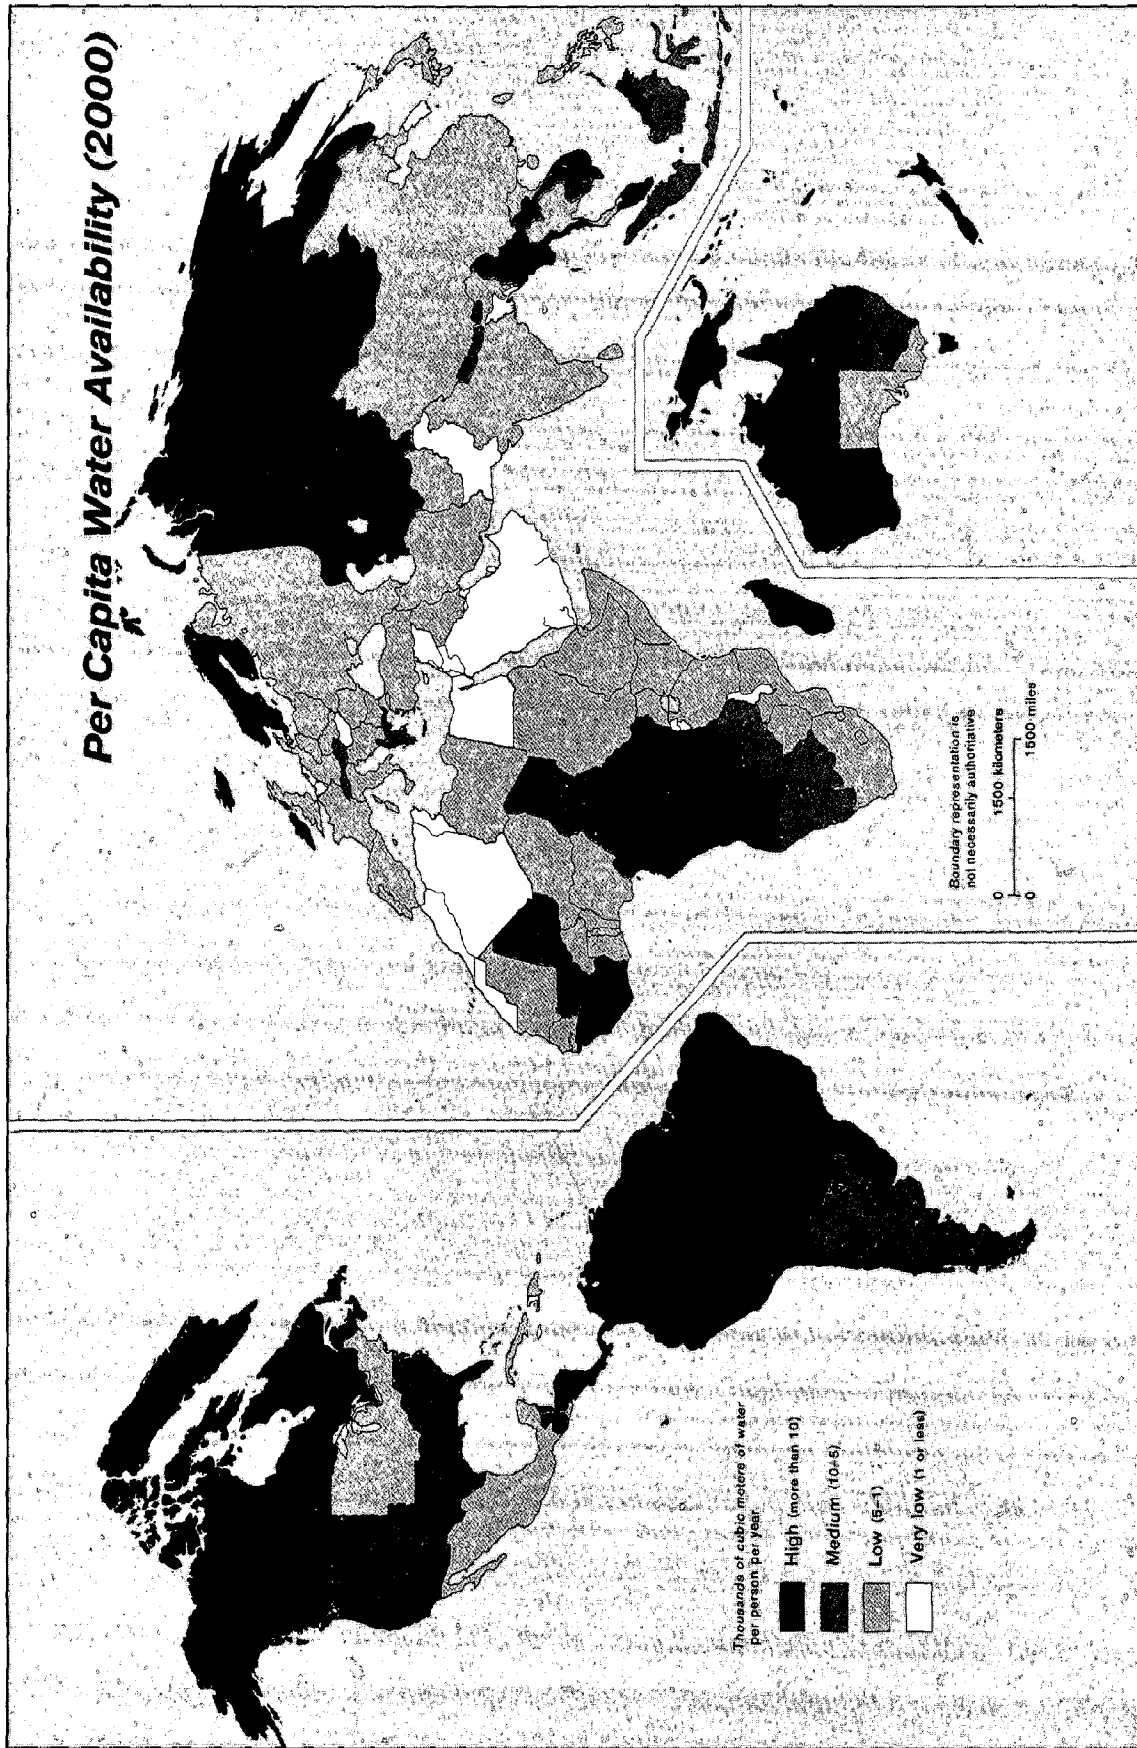 Per Capita Water Availability (2000)
Thousands of cubic meters of water
per person per year
High (more than 10)
Medium (10-5)
Low (5-1)
Very low (1 or less)
Boundary representation is
not necessarily authoritative
0 1500 kilometers
0 1500 miles